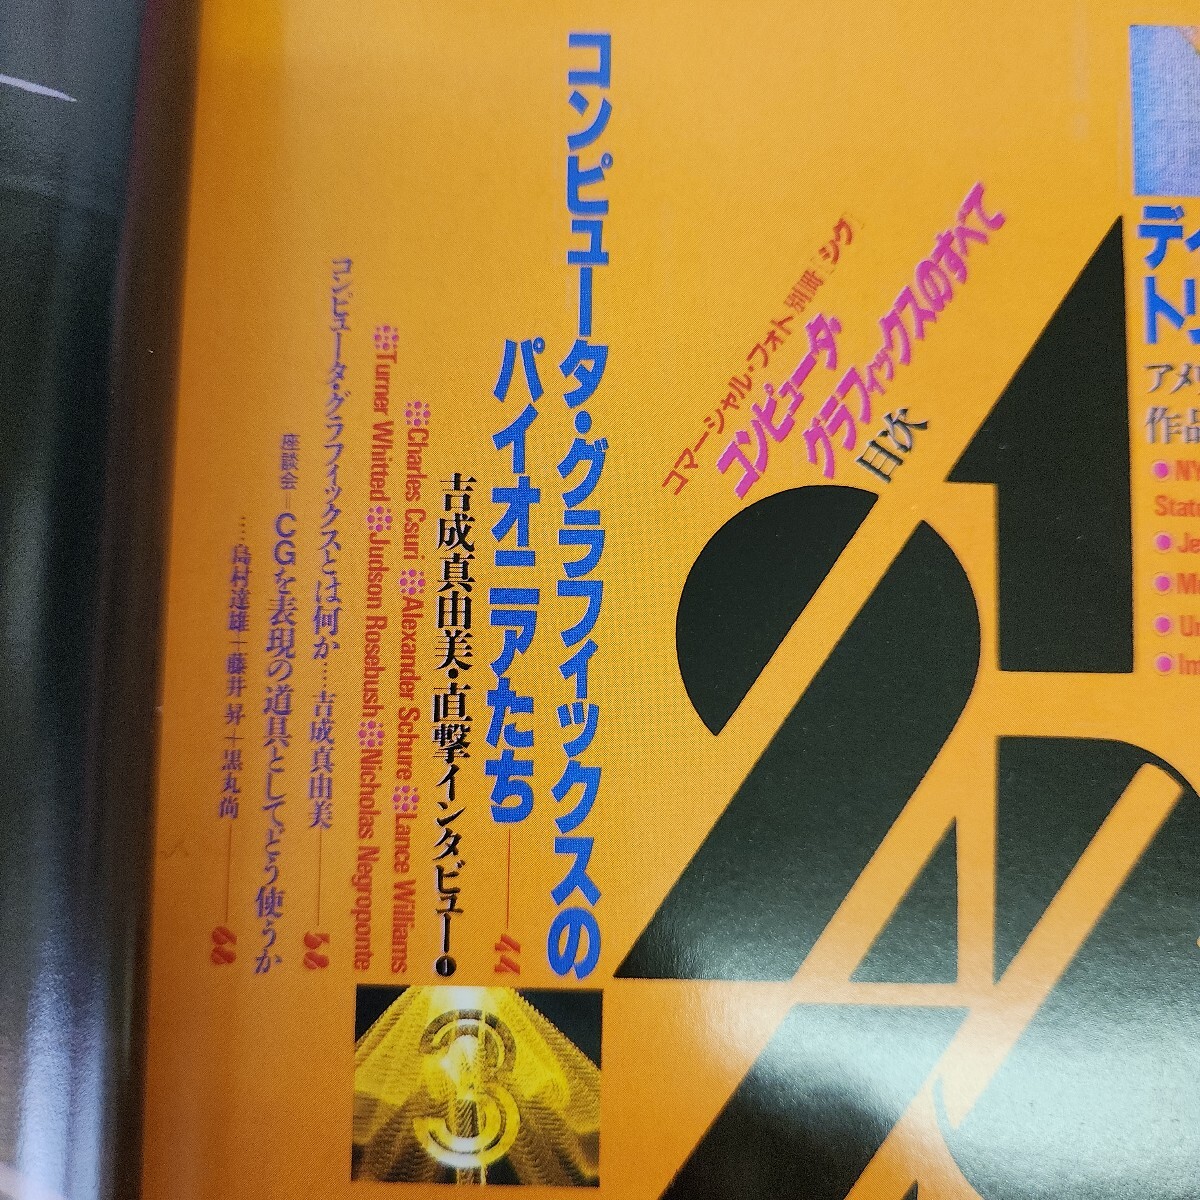 ディ
トリ
アメリ
作品
NY
Stat
Je
M
Un
Im
コマーシャル・フォト別冊［シグ］
コンピュータ・
グラフィックスのすべて
目次
コンピュータ・グラフィックスの
パイオニアたち——44
吉成真由美・直撃インタビュー❶
Charles Csuri Alexander Schure Lance Williams
Turner Whitted Judson Rosebush Nicholas Negroponte
コンピュータ・グラフィックスとは何か…吉成真由美——58
座談会＝CGを表現の道具としてどう使うか
…島村達雄＋藤井 昇＋黒丸尚——68
3